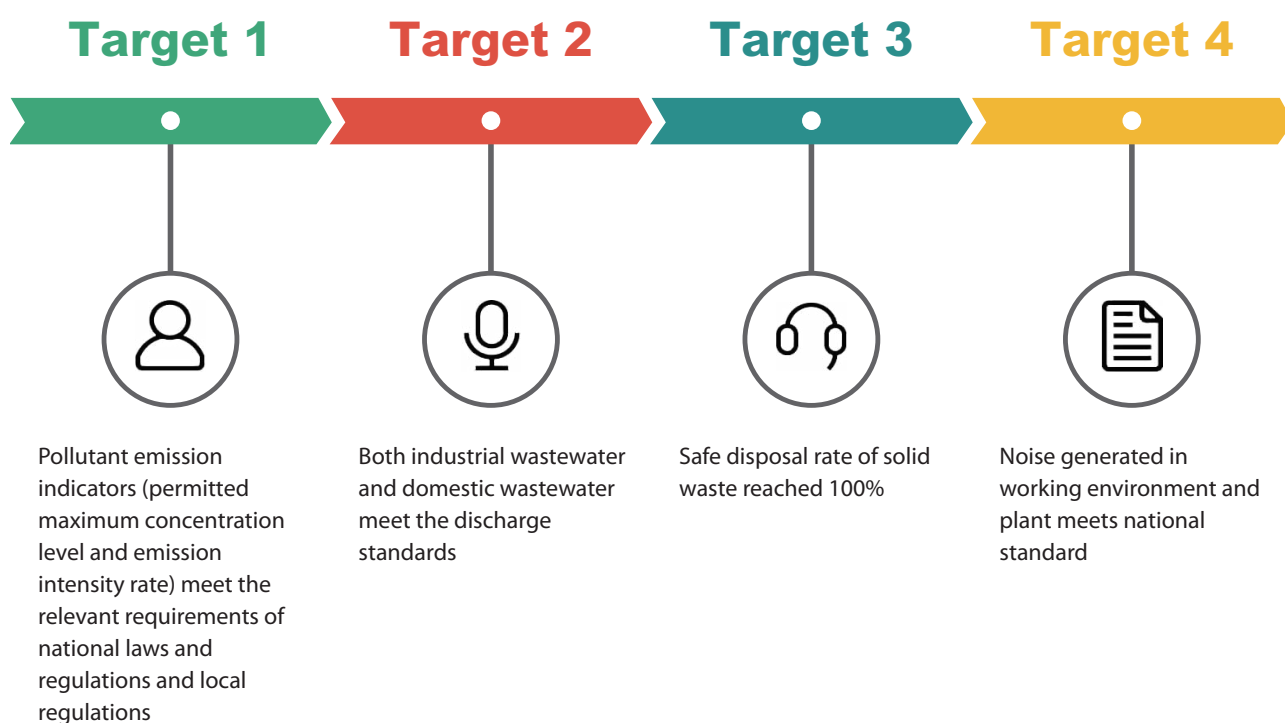 Target 1
Target 2
Target 3
Target 4
Pollutant emission
indicators (permitted
maximum concentration
level and emission
intensity rate) meet the
relevant requirements of
national laws and
regulations and local
regulations
Both industrial wastewater
and domestic wastewater
meet the discharge
standards
Safe disposal rate of solid
waste reached 100%
Noise generated in
working environment and
plant meets national
standard